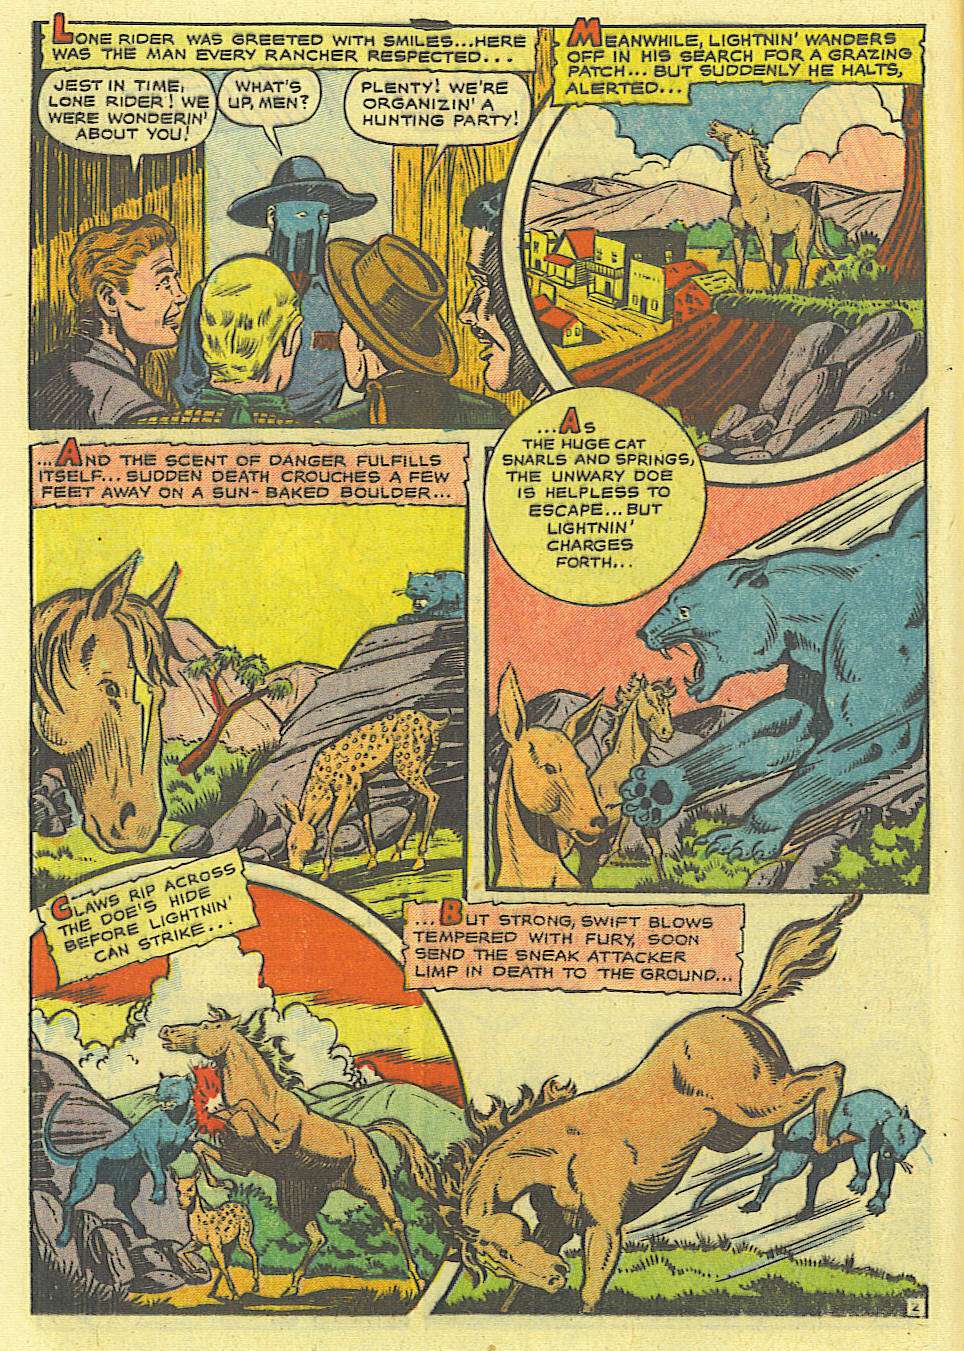 LONE RIDER WAS GREETED WITH SMILES...HERE
WAS THE MAN EVERY RANCHER RESPECTED...
JEST IN TIME,
LONE RIDER! WE
WERE WONDERIN'
ABOUT YOU!
WHAT'S
UP, MEN?
PLENTY! WE'RE
ORGANIZIN' A
HUNTING PARTY!
MEANWHILE, LIGHTNIN' WANDERS
OFF IN HIS SEARCH FOR A GRAZING
PATCH... BUT SUDDENLY HE HALTS,
ALERTED...
...AND THE SCENT OF DANGER FULFILLS
ITSELF... SUDDEN DEATH CROUCHES A FEW
FEET AWAY ON A SUN-BAKED BOULDER...
...AS
THE HUGE CAT
SNARLS AND SPRINGS,
THE UNWARY DOE
IS HELPLESS TO
ESCAPE... BUT
LIGHTNIN'
CHARGES
FORTH...
CLAWS RIP ACROSS
THE DOE'S HIDE
BEFORE LIGHTNIN'
CAN STRIKE...
...BUT STRONG, SWIFT BLOWS
TEMPERED WITH FURY, SOON
SEND THE SNEAK ATTACKER
LIMP IN DEATH TO THE GROUND...
2